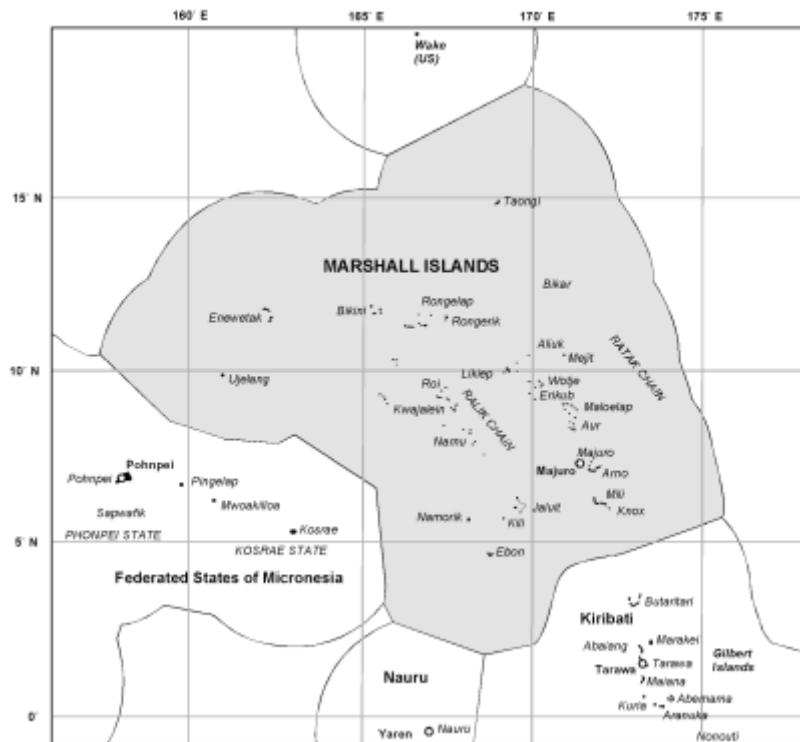 160° E
165° E
170° E
175° E
Wake
(US)
15° N
Taongi
MARSHALL ISLANDS
Bikar
Enewetak
Bikini
Rongelap
Rongerik
Ailuk
Mejit
RATAK CHAIN
10° N
Ujelang
Likiep
Roi
Wotje
Erikub
Kwajalein
RALIK CHAIN
Maloelap
Namu
Aur
Majuro
Majuro
Arno
Pohnpei
Pohnpei
Pingelap
Mwoakilloa
Sapwafik
PHONPEI STATE
Kosrae
KOSRAE STATE
Namorik
Kili
Jaluit
Mili
Knox
5° N
Ebon
Federated States of Micronesia
Butaritari
Kiribati
Marakei
Abaiang
Tarawa
Tarawa
Gilbert
Islands
Maiana
Nauru
Kuria
Abemama
Aranuka
0°
Yaren
Nauru
Nonouti